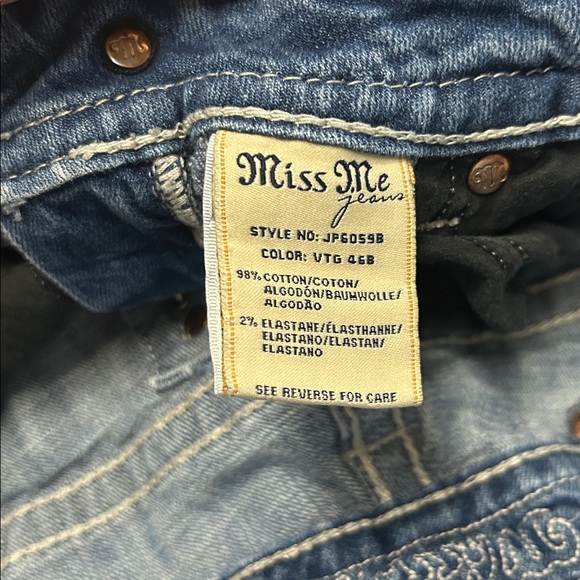 Miss Me
jeans
STYLE NO: JP6059B
COLOR: VTG 46B
98% COTTON/COTON/
ALGODÓN/BAUMWOLLE/
ALGODÃO
2% ELASTANE/ÉLASTHANNE/
ELASTANO/ELASTAN/
ELASTANO
SEE REVERSE FOR CARE
M
M